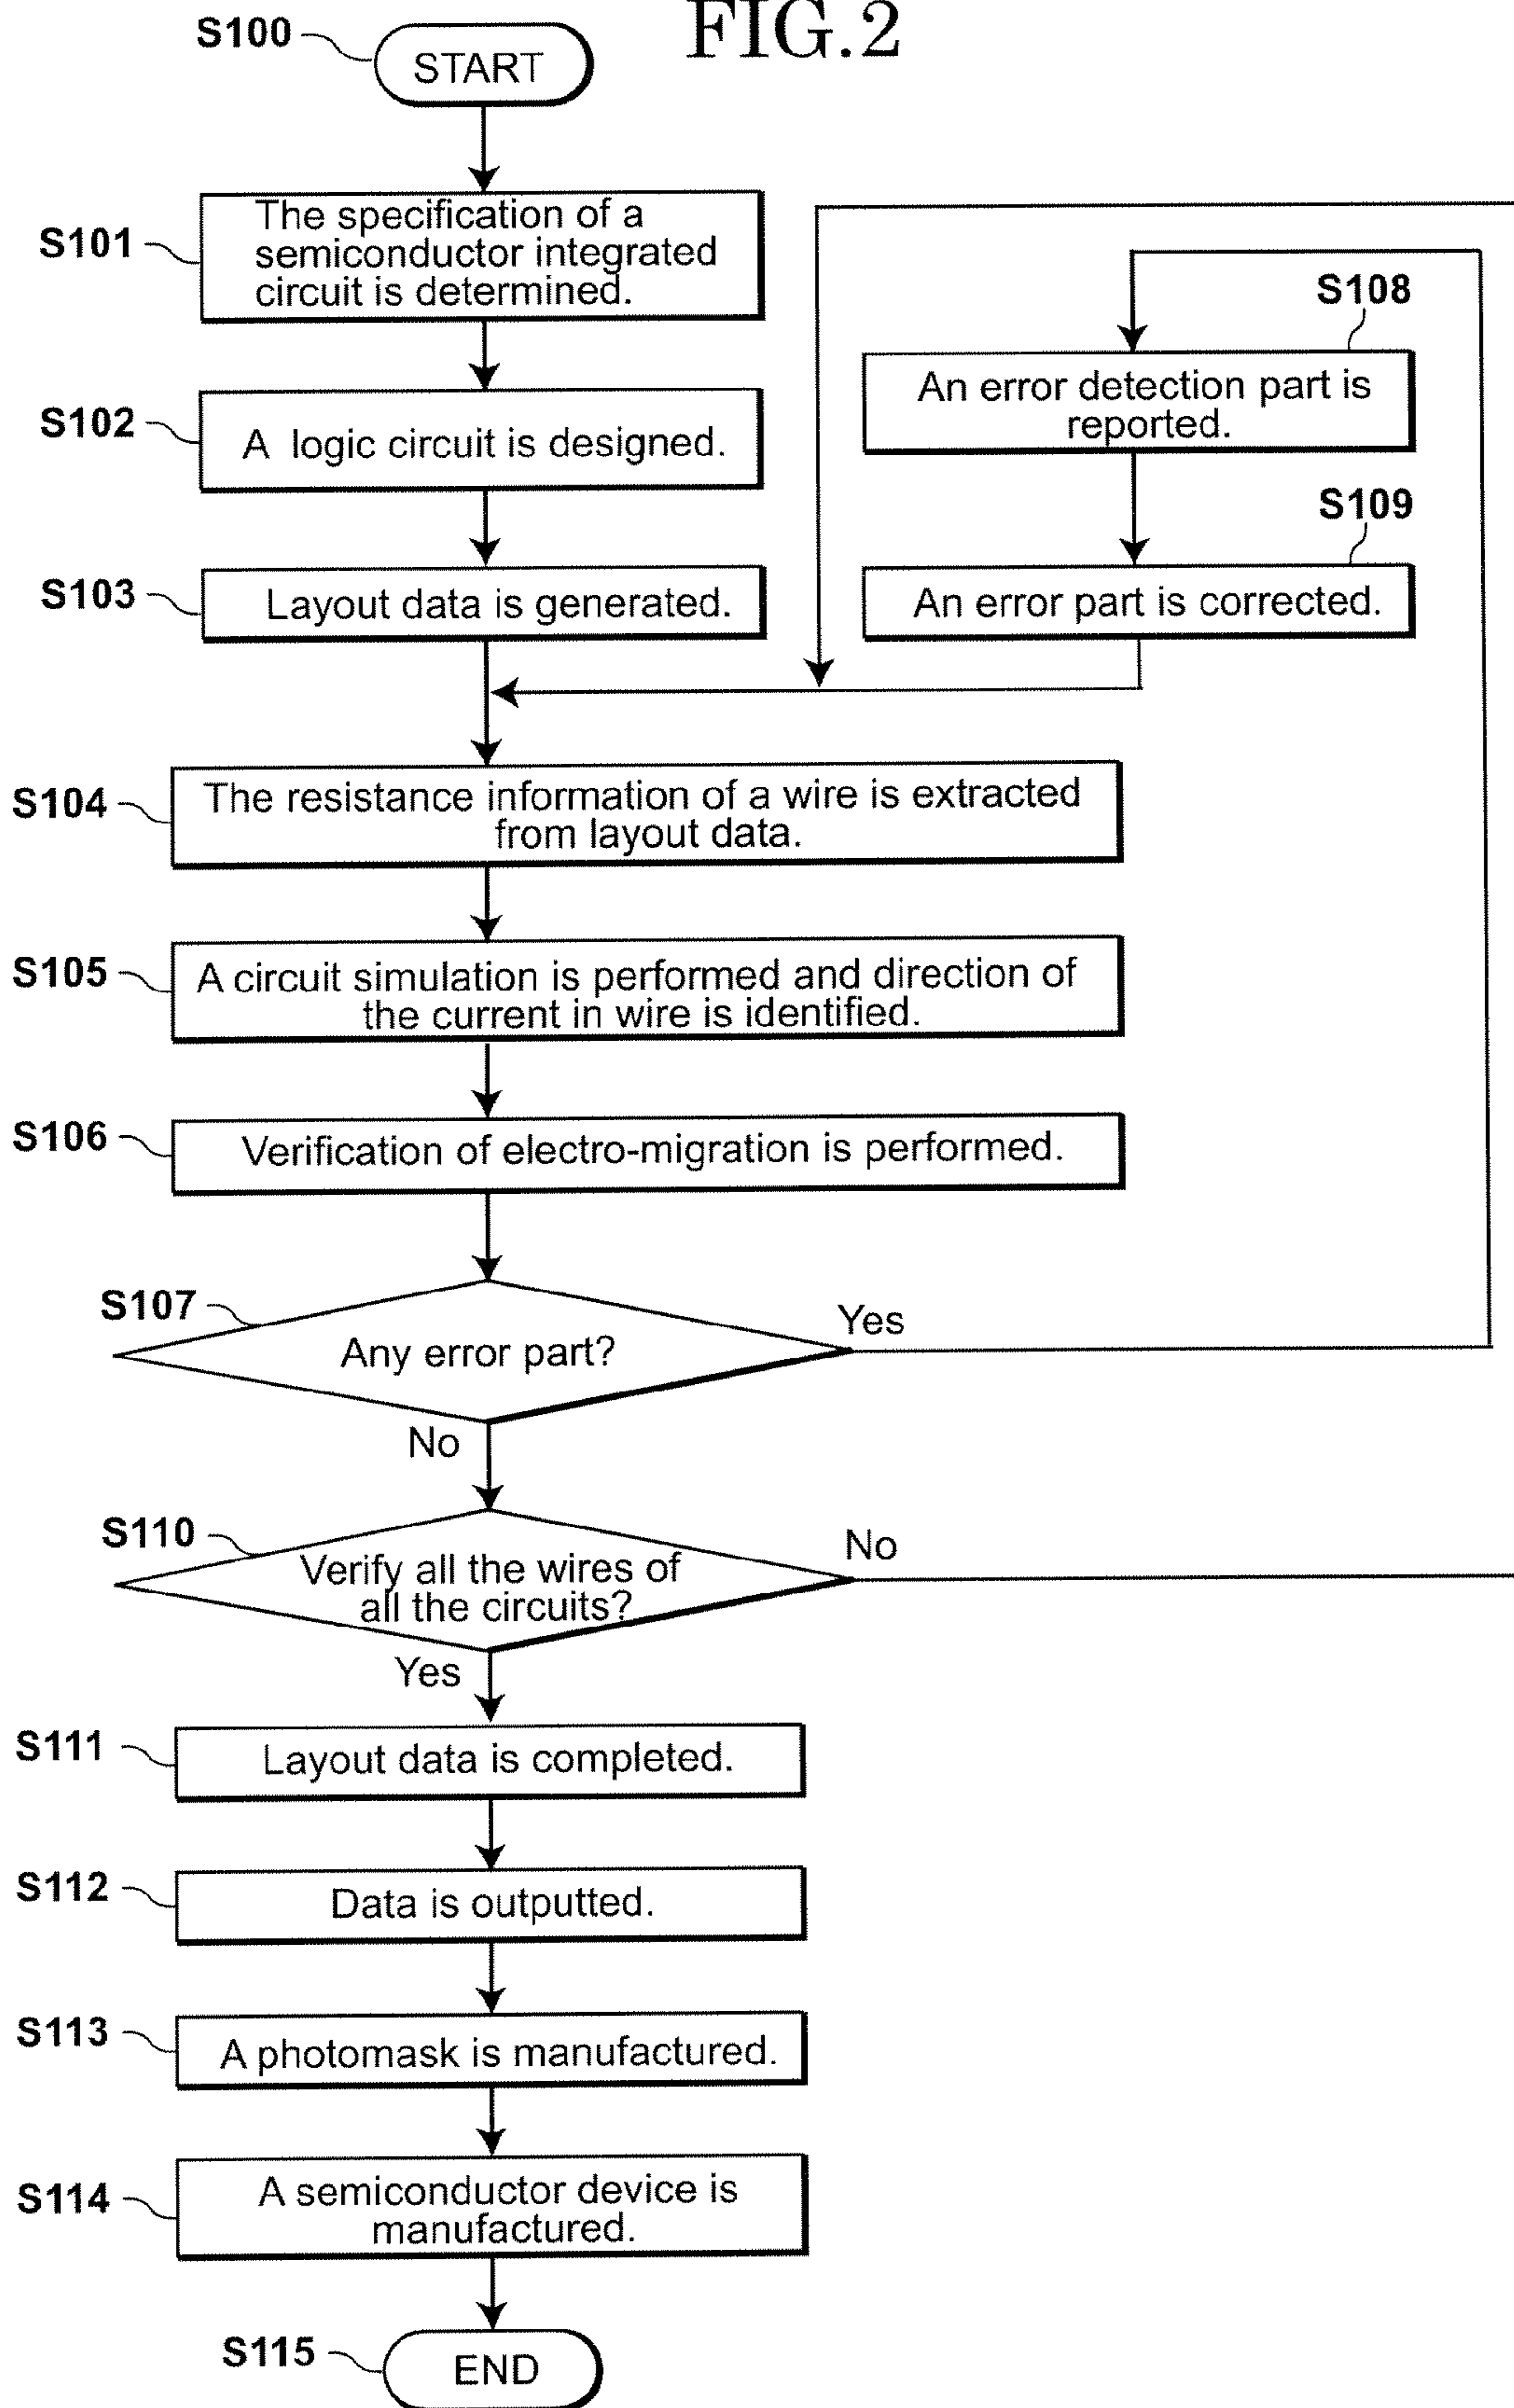 FIG.2
S100
START
S101
The specification of a
semiconductor integrated
circuit is determined.
S102
A logic circuit is designed.
S103
Layout data is generated.
S108
An error detection part is
reported.
S109
An error part is corrected.
S104
The resistance information of a wire is extracted
from layout data.
S105
A circuit simulation is performed and direction of
the current in wire is identified.
S106
Verification of electro-migration is performed.
S107
Any error part?
Yes
No
S110
Verify all the wires of
all the circuits?
No
Yes
S111
Layout data is completed.
S112
Data is outputted.
S113
A photomask is manufactured.
S114
A semiconductor device is
manufactured.
S115
END